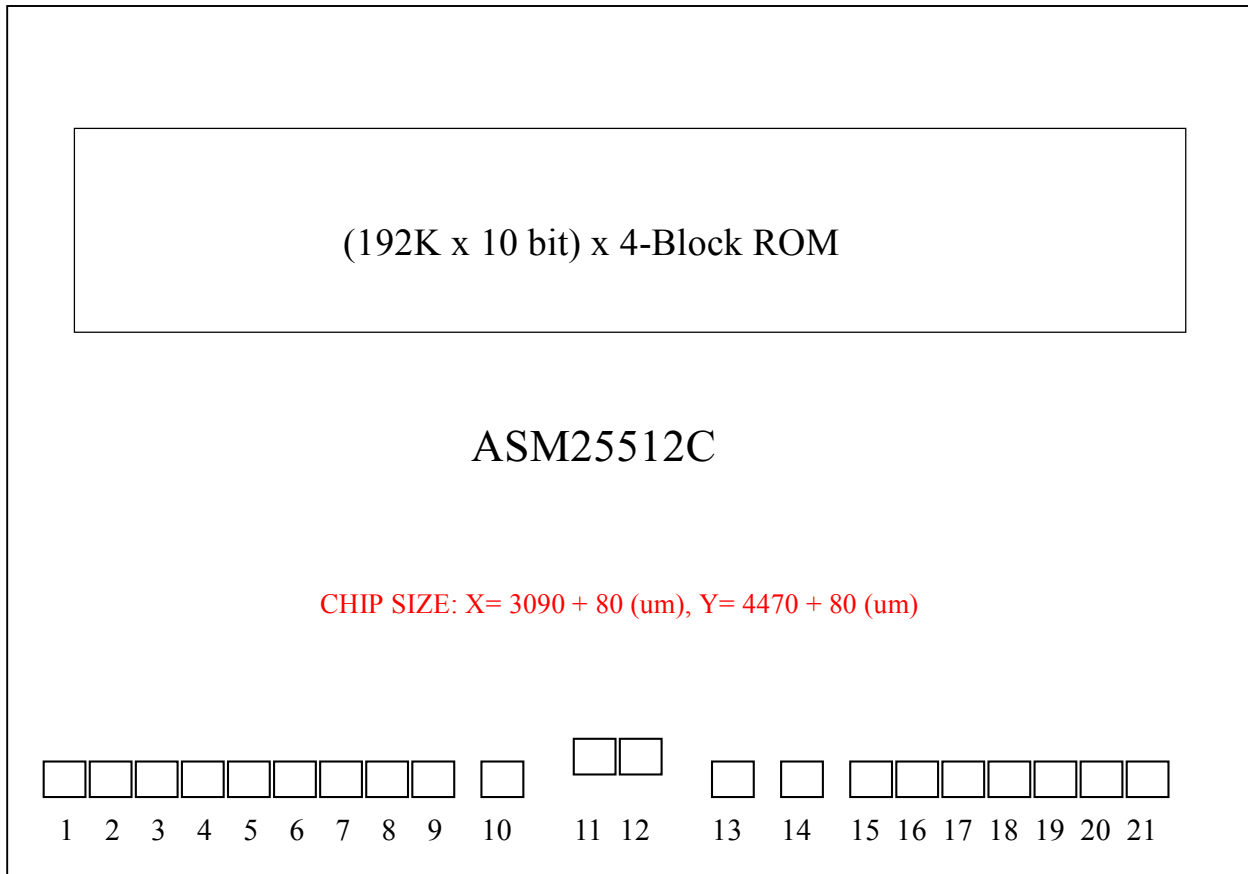 (192K x 10 bit) x 4-Block ROM
ASM25512C
CHIP SIZE: X= 3090 + 80 (um), Y= 4470 + 80 (um)
1 2 3 4 5 6 7 8 9 10 11 12 13 14 15 16 17 18 19 20 21